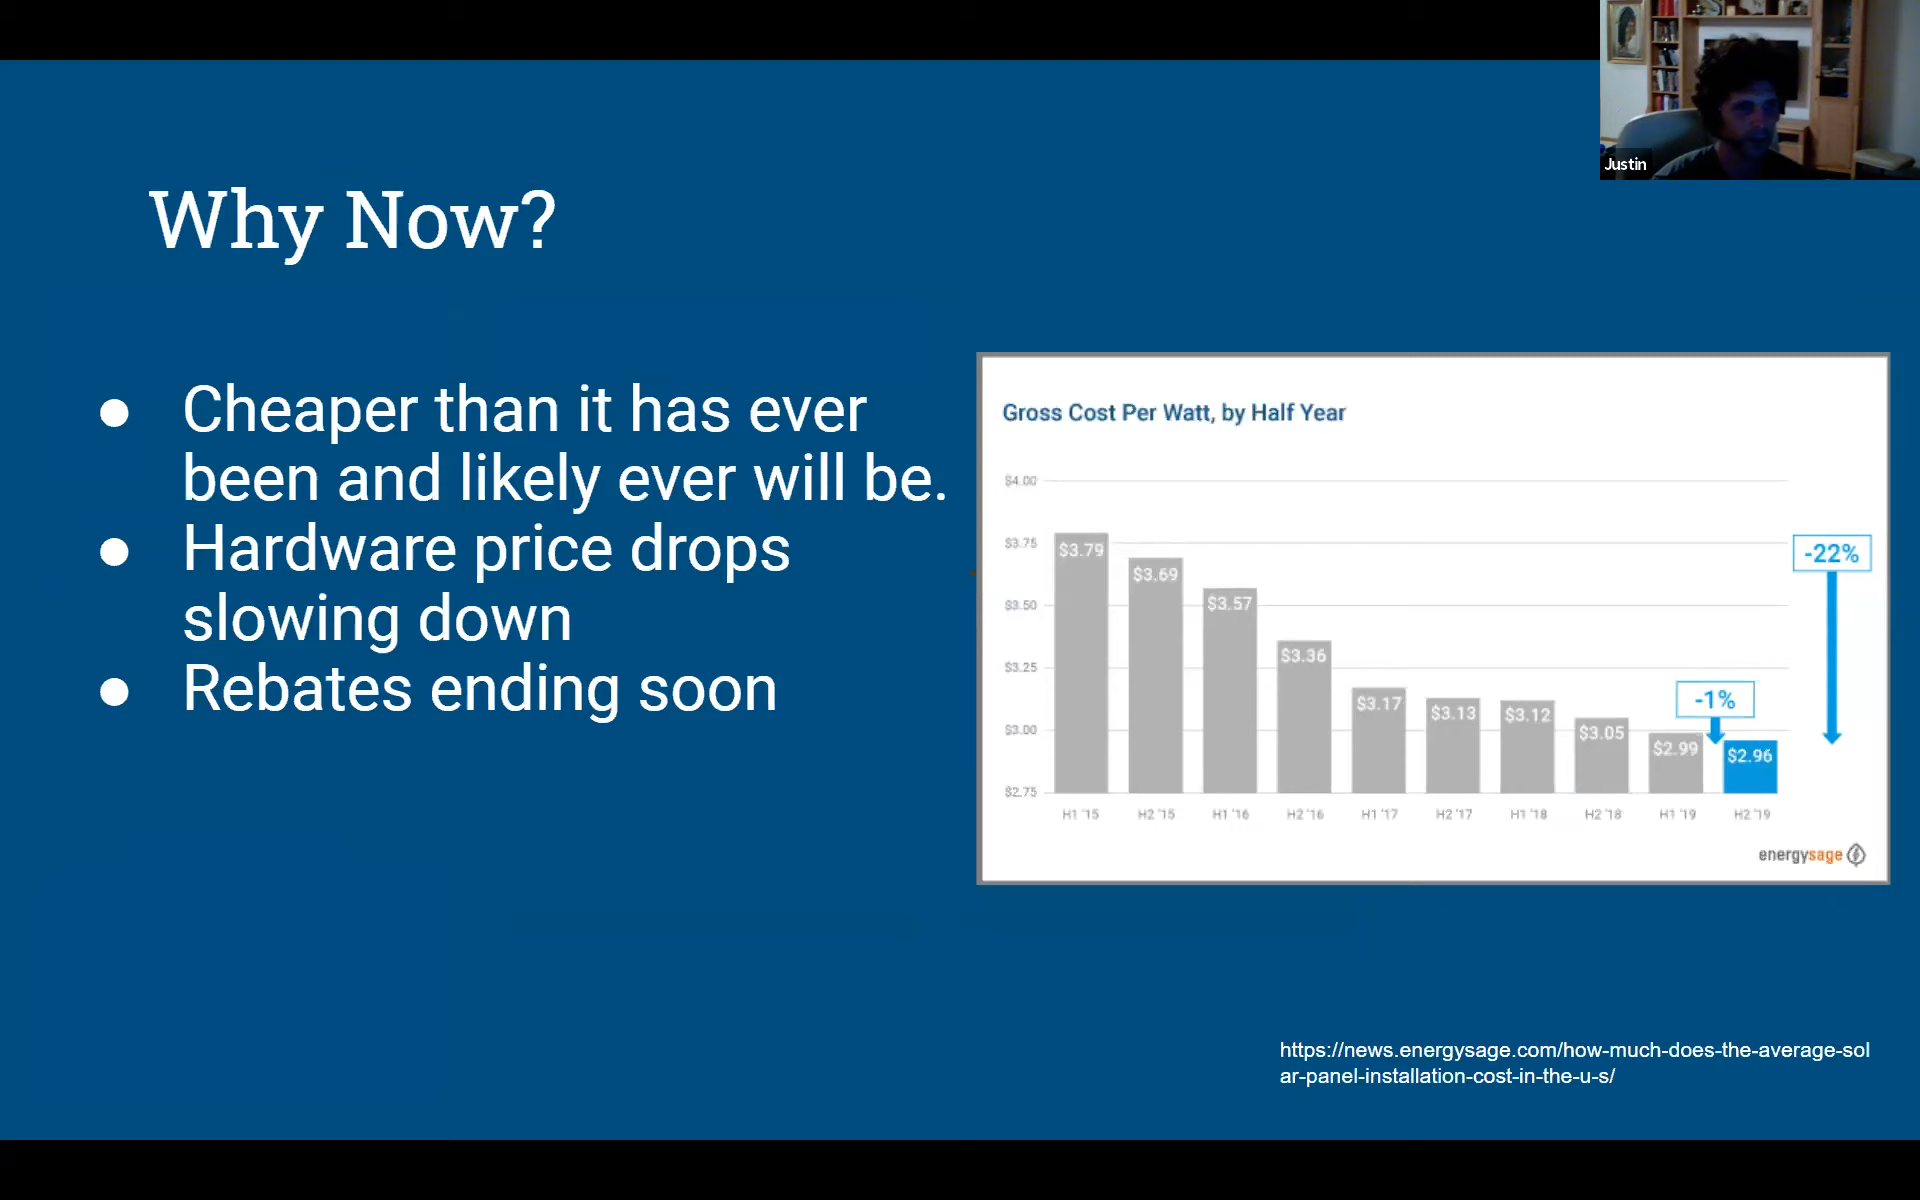 Justin
Why Now?
● Cheaper than it has ever
been and likely ever will be.
● Hardware price drops
slowing down
● Rebates ending soon
Gross Cost Per Watt, by Half Year
$4.00
$3.75
$3.50
$3.25
$3.00
$2.75
$3.79
$3.69
$3.57
$3.36
$3.17
$3.13
$3.12
$3.05
$2.99
$2.96
-1%
-22%
H1 '15 H2 '15 H1 '16 H2 '16 H1 '17 H2 '17 H1 '18 H2 '18 H1 '19 H2 '19
energysage
https://news.energysage.com/how-much-does-the-average-sol
ar-panel-installation-cost-in-the-u-s/